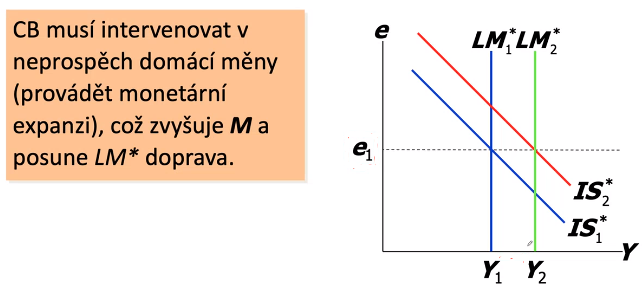 CB musí intervenovat v
neprospěch domácí měny
(provádět monetární
expanzi), což zvyšuje M a
posune LM* doprava.
e
LM*1 LM*2
e1
IS*2
IS*1
Y
Y1 Y2